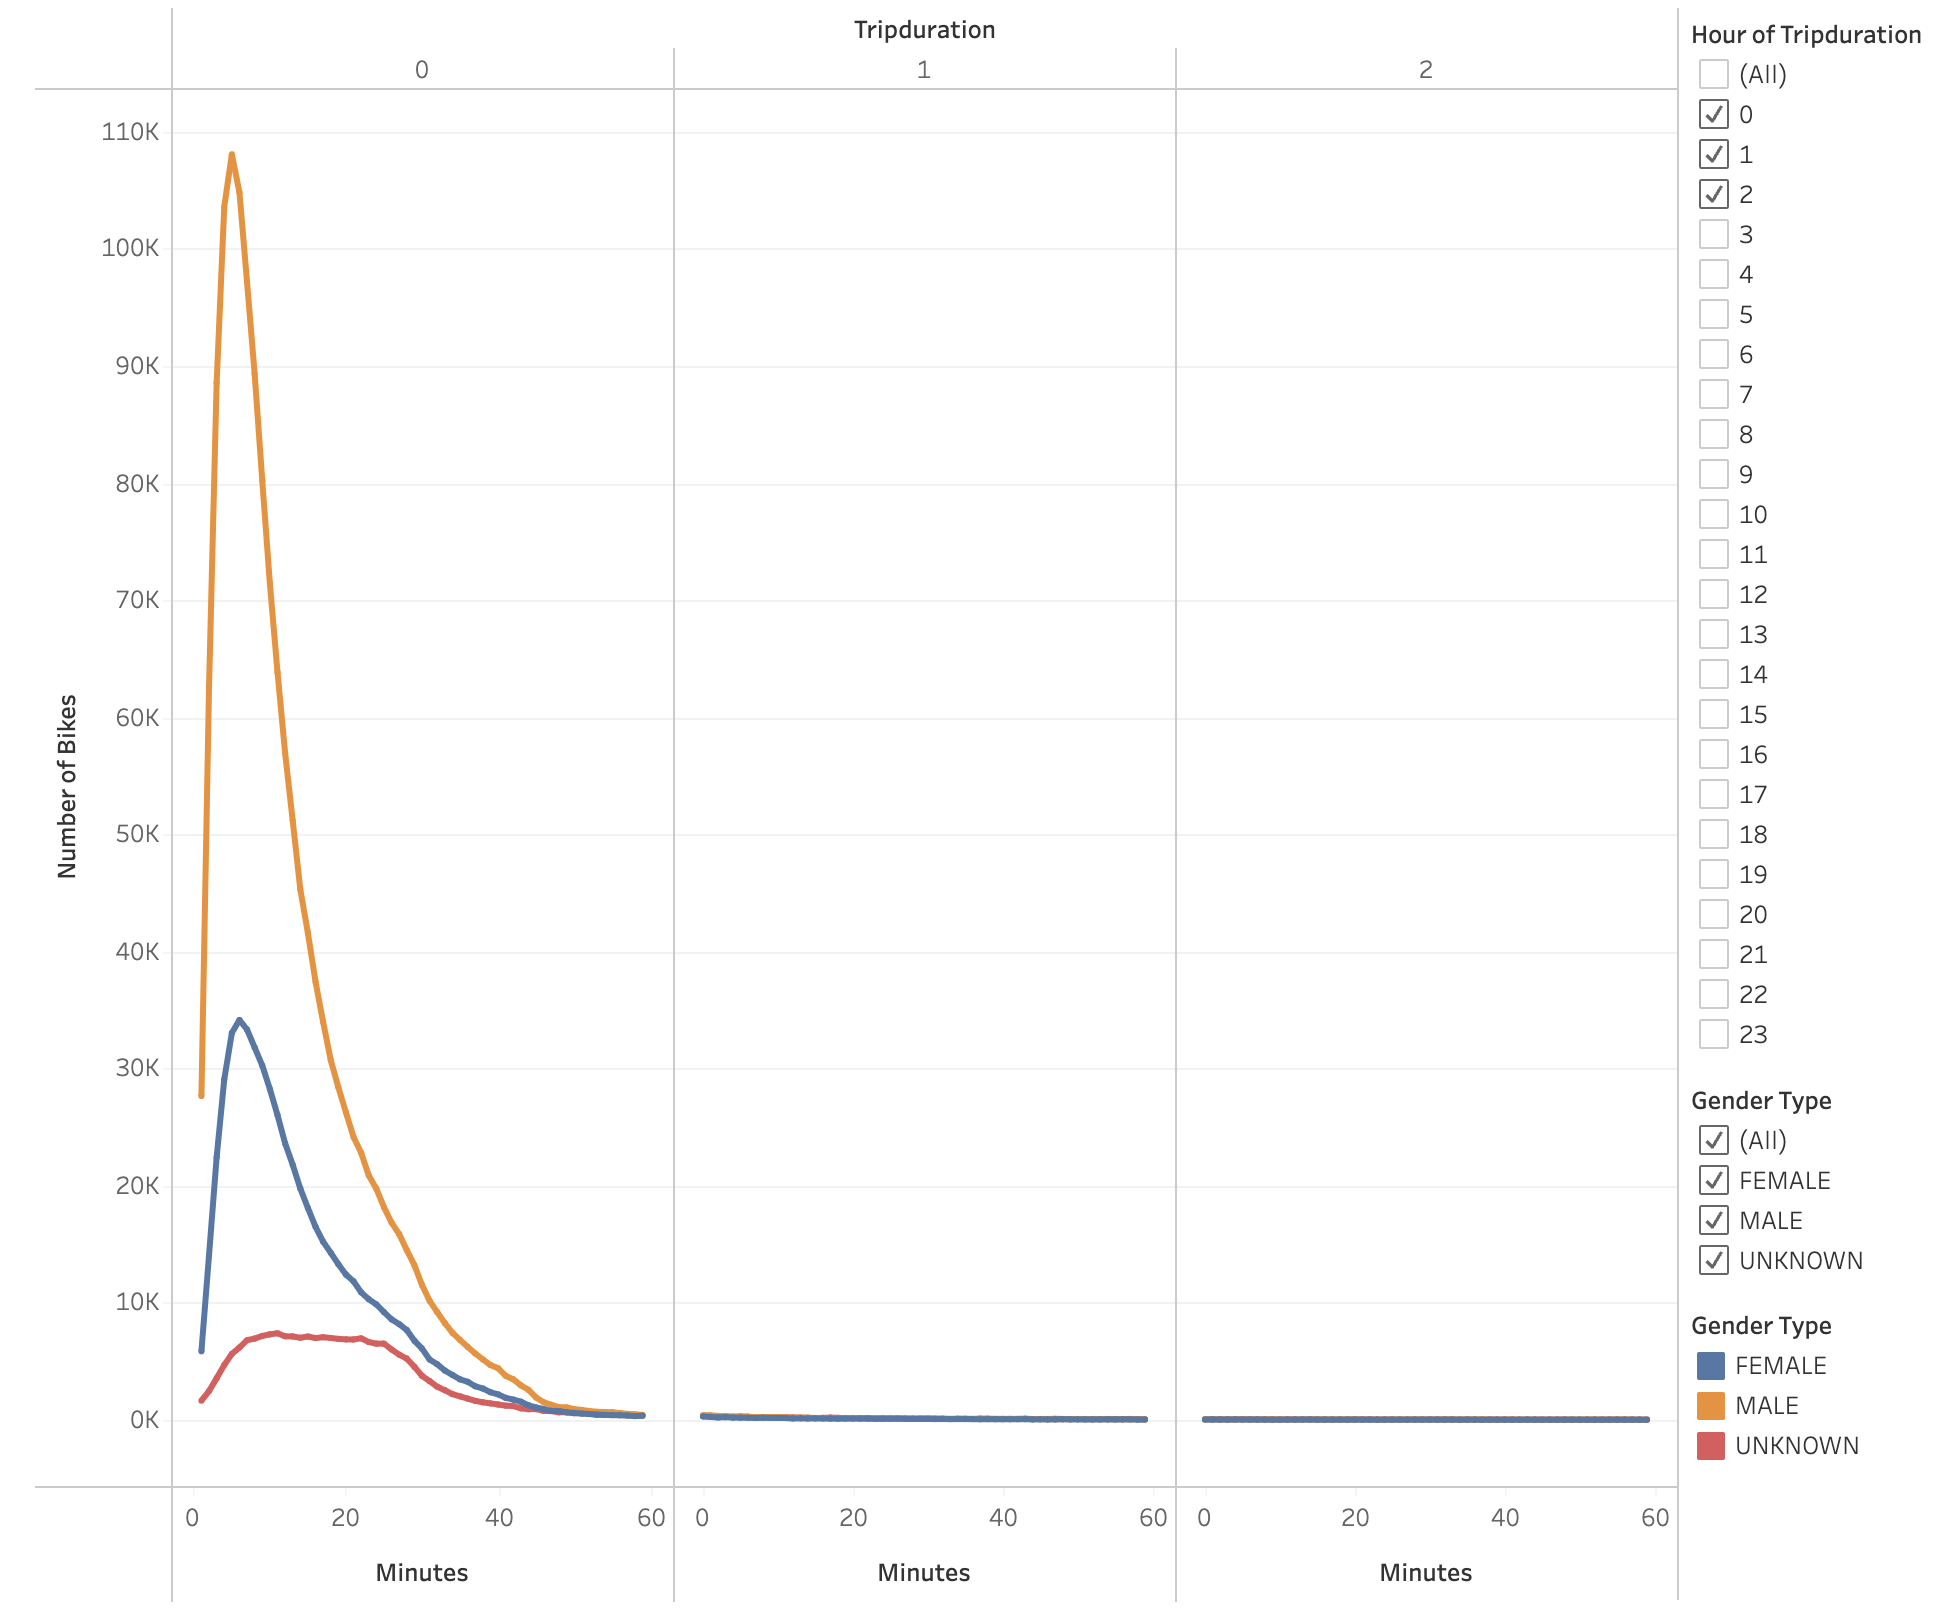 Tripduration
0 1 2
110K
100K
90K
80K
70K
60K
50K
40K
30K
20K
10K
0K
Number of Bikes
0 20 40 60 0 20 40 60 0 20 40 60
Minutes Minutes Minutes
Hour of Tripduration
(All)
0
1
2
3
4
5
6
7
8
9
10
11
12
13
14
15
16
17
18
19
20
21
22
23
Gender Type
(All)
FEMALE
MALE
UNKNOWN
Gender Type
FEMALE
MALE
UNKNOWN